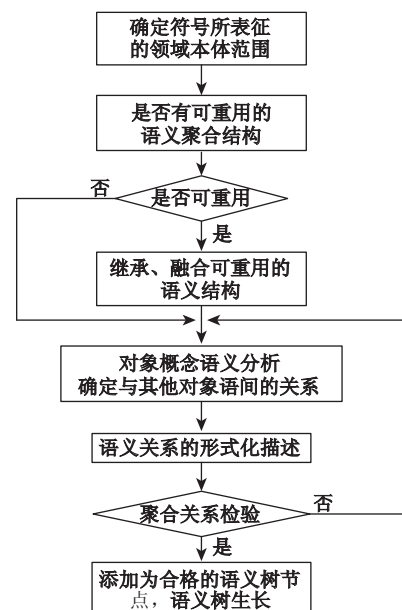 确定符号所表征
的领域本体范围
是否有可重用的
语义聚合结构
否
是否可重用
是
继承、融合可重用的
语义结构
对象概念语义分析
确定与其他对象语间的关系
语义关系的形式化描述
聚合关系检验
否
是
添加为合格的语义树节
点，语义树生长